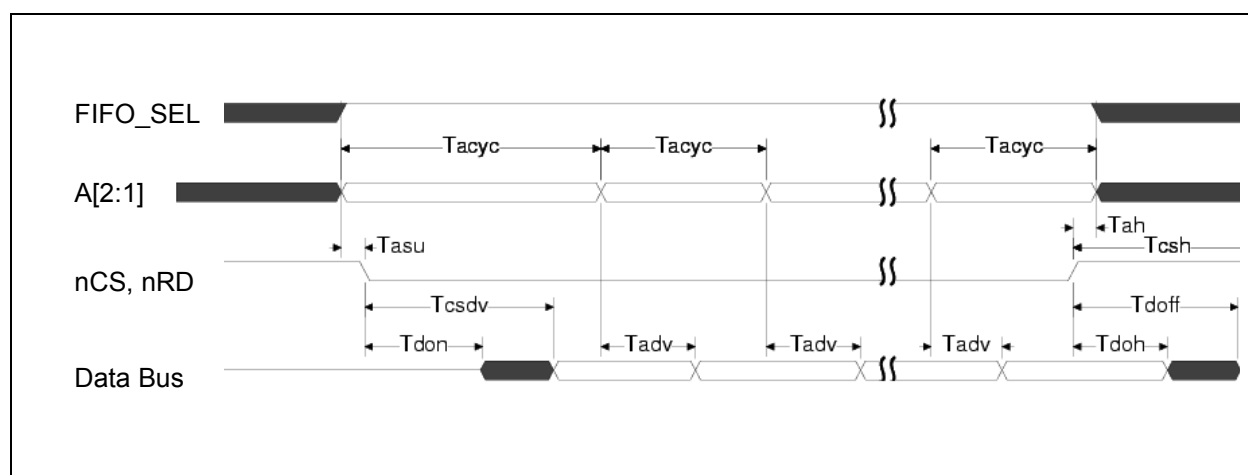 FIFO_SEL
Tacyc Tacyc Tacyc
A[2:1]
Tasu Tah
Tcsh
nCS, nRD
Tcsdv Tdoff
Tdon Tadv Tadv Tadv Tdoh
Data Bus